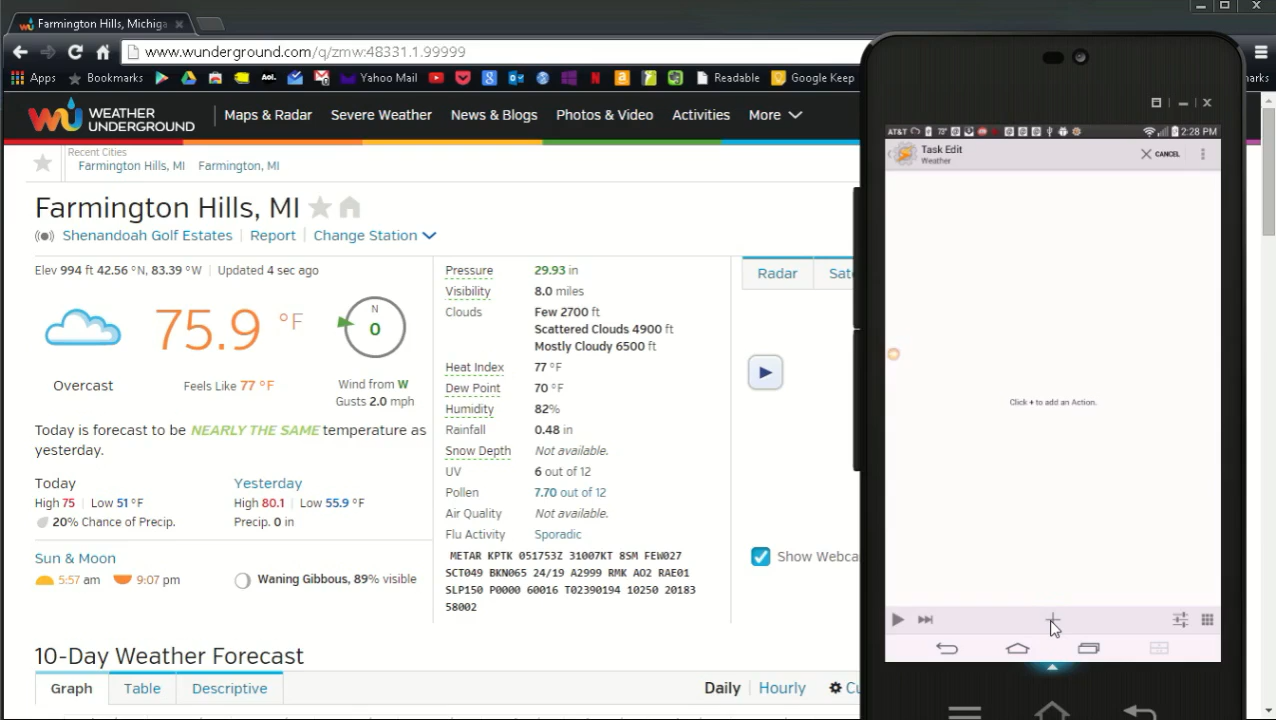 Farmington Hills, Michiga
www.wunderground.com/q/zmw:48331.1.99999
Apps Bookmarks Aol. Yahoo Mail Readable Google Keep
WEATHER UNDERGROUND
Maps & Radar Severe Weather News & Blogs Photos & Video Activities More
Recent Cities
Farmington Hills, MI Farmington, MI
Farmington Hills, MI
Shenandoah Golf Estates Report Change Station
Elev 994 ft 42.56 °N, 83.39 °W Updated 4 sec ago
75.9 °F
N
0
Overcast
Feels Like 77 °F
Wind from W
Gusts 2.0 mph
Today is forecast to be NEARLY THE SAME temperature as
yesterday.
Today
High 75 Low 51 °F
20% Chance of Precip.
Yesterday
High 80.1 Low 55.9 °F
Precip. 0 in
Sun & Moon
5:57 am 9:07 pm
Waning Gibbous, 89% visible
Pressure 29.93 in
Visibility 8.0 miles
Clouds Few 2700 ft
Scattered Clouds 4900 ft
Mostly Cloudy 6500 ft
Heat Index 77 °F
Dew Point 70 °F
Humidity 82%
Rainfall 0.48 in
Snow Depth Not available.
UV 6 out of 12
Pollen 7.70 out of 12
Air Quality Not available.
Flu Activity Sporadic
METAR KPTK 051753Z 31007KT 8SM FEW027
SCT049 BKN065 24/19 A2999 RMK AO2 RAE01
SLP150 P0000 60016 T02390194 10250 20183
58002
Radar Sat
Show Webca
10-Day Weather Forecast
Graph Table Descriptive
Daily Hourly Cu
AT&T 2:28 PM
Task Edit
Weather
CANCEL
Click + to add an Action.